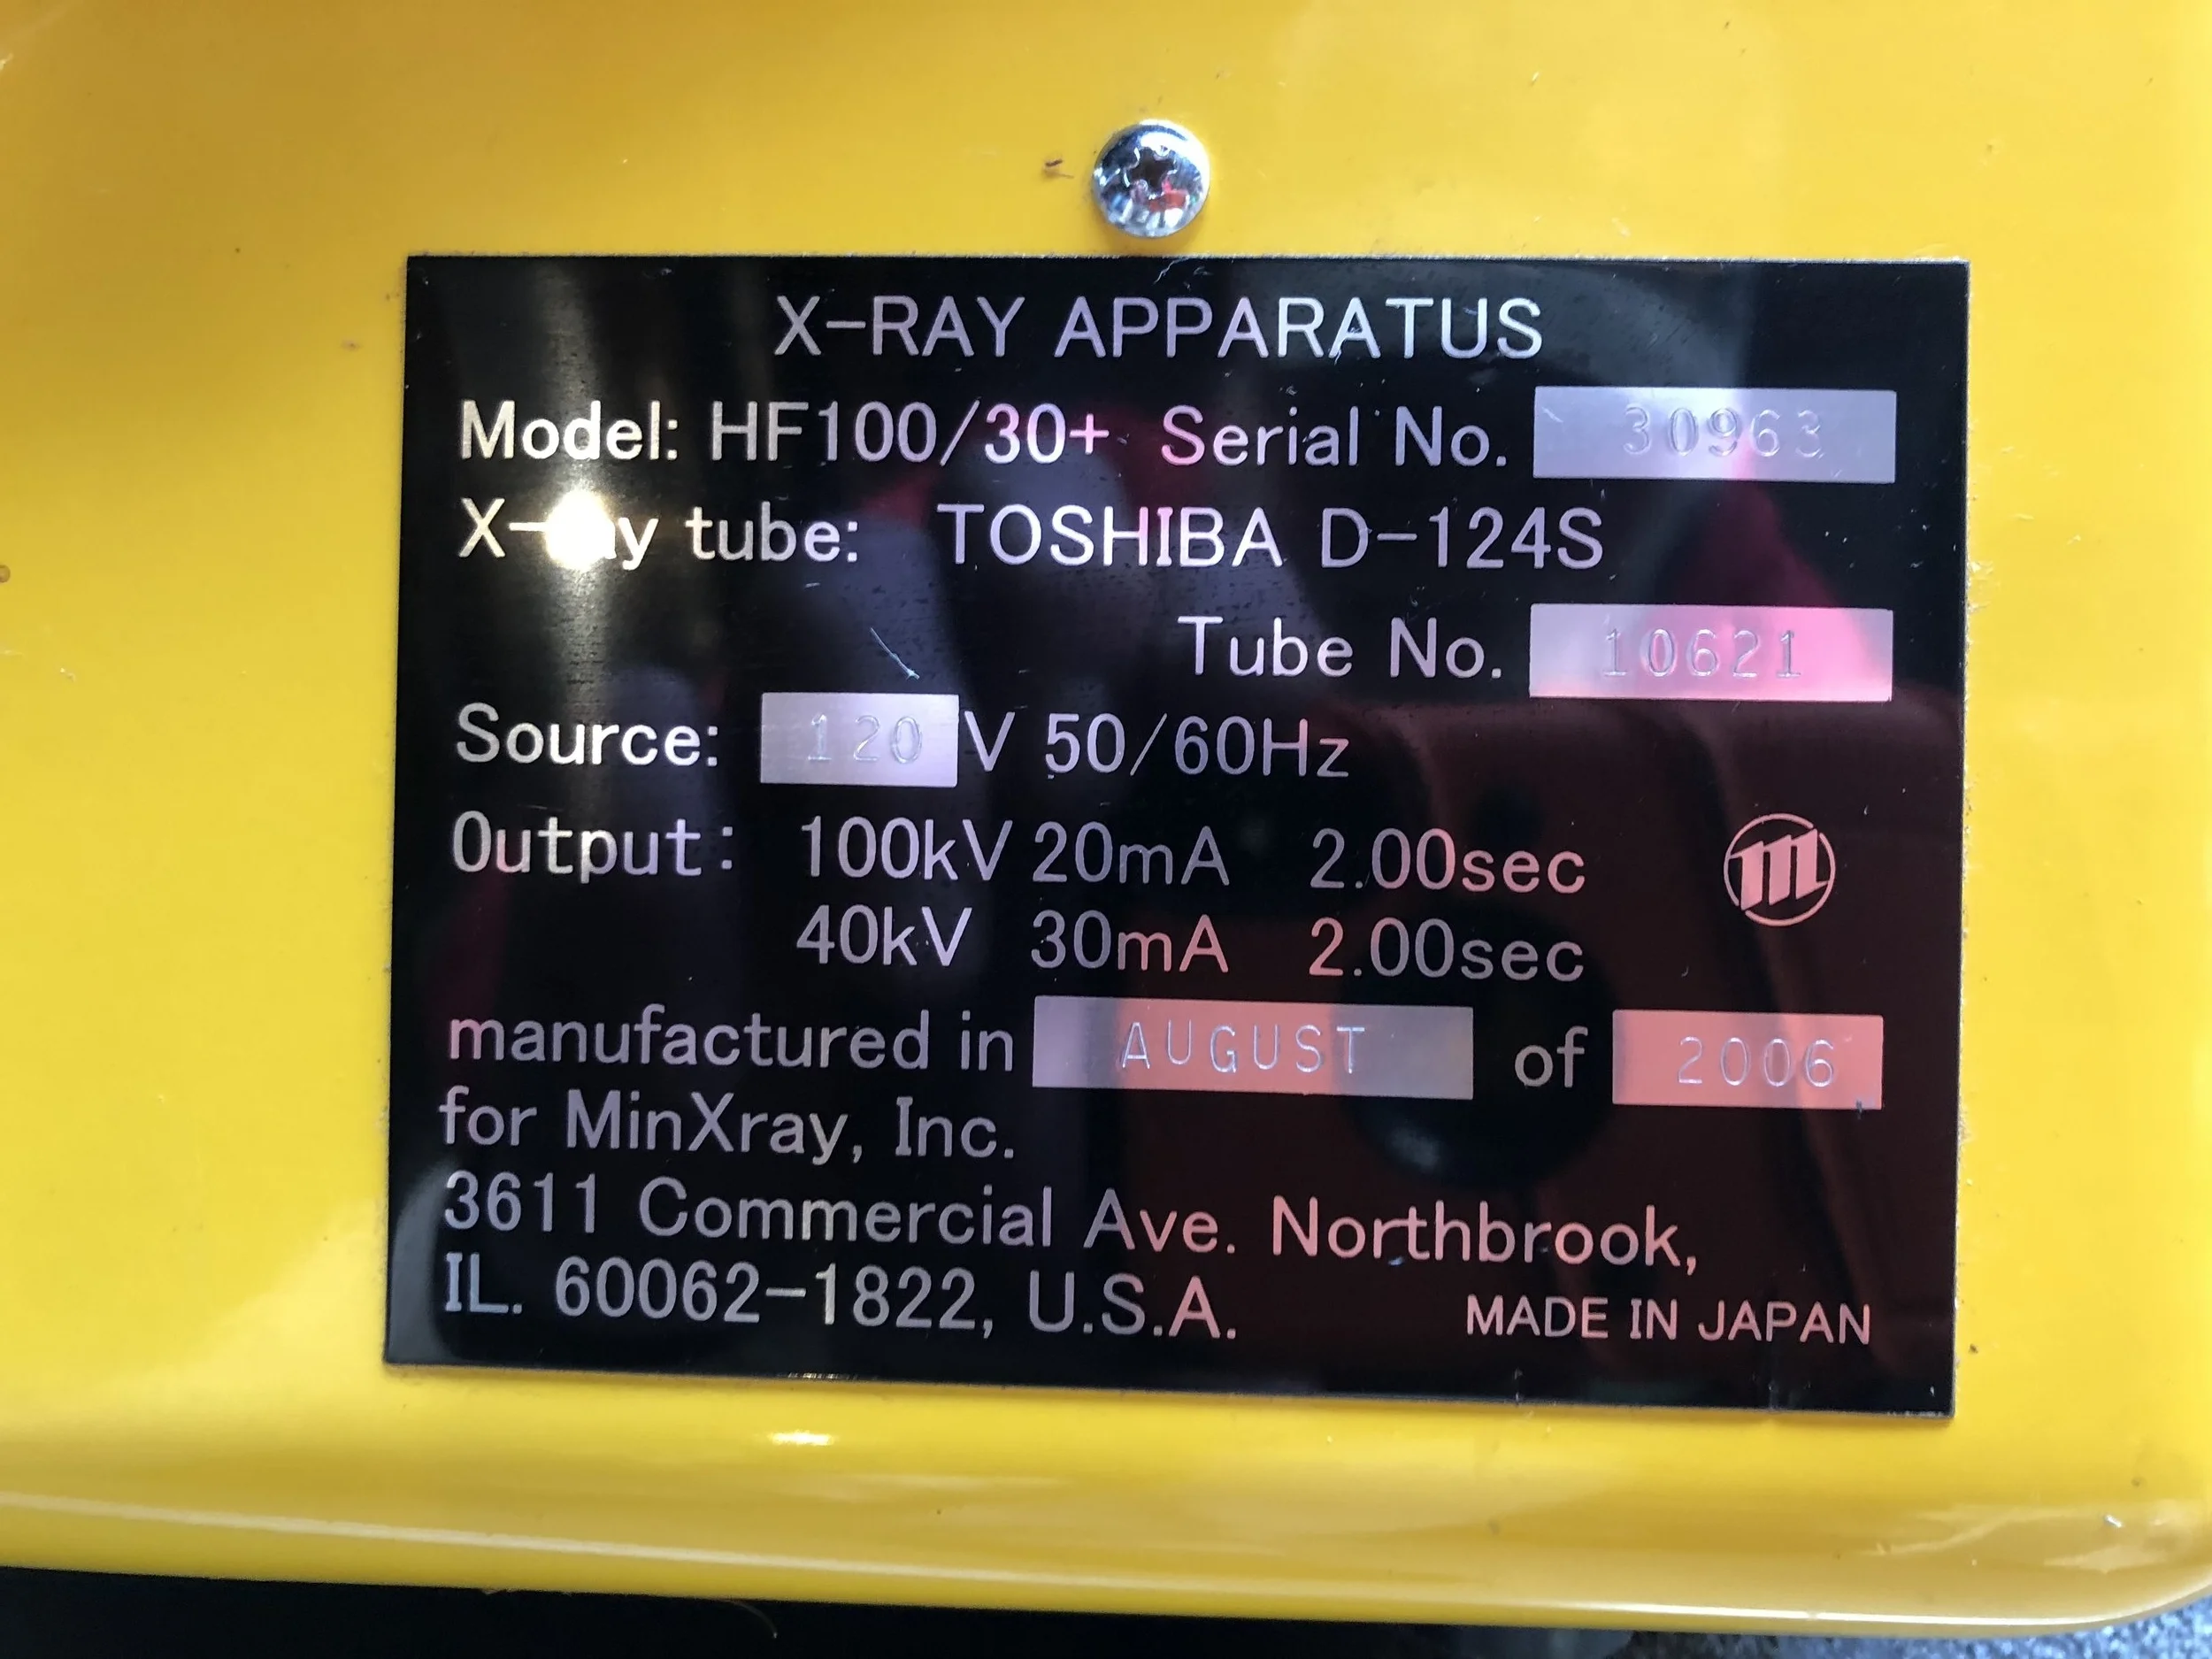 X-RAY APPARATUS
Model: HF100/30+ Serial No. 30963
X-ray tube: TOSHIBA D-124S
Tube No. 10621
Source: 120 V 50/60Hz
Output: 100kV 20mA 2.00sec
40kV 30mA 2.00sec
m
manufactured in AUGUST of 2006
for MinXray, Inc.
3611 Commercial Ave. Northbrook,
IL. 60062-1822, U.S.A.
MADE IN JAPAN